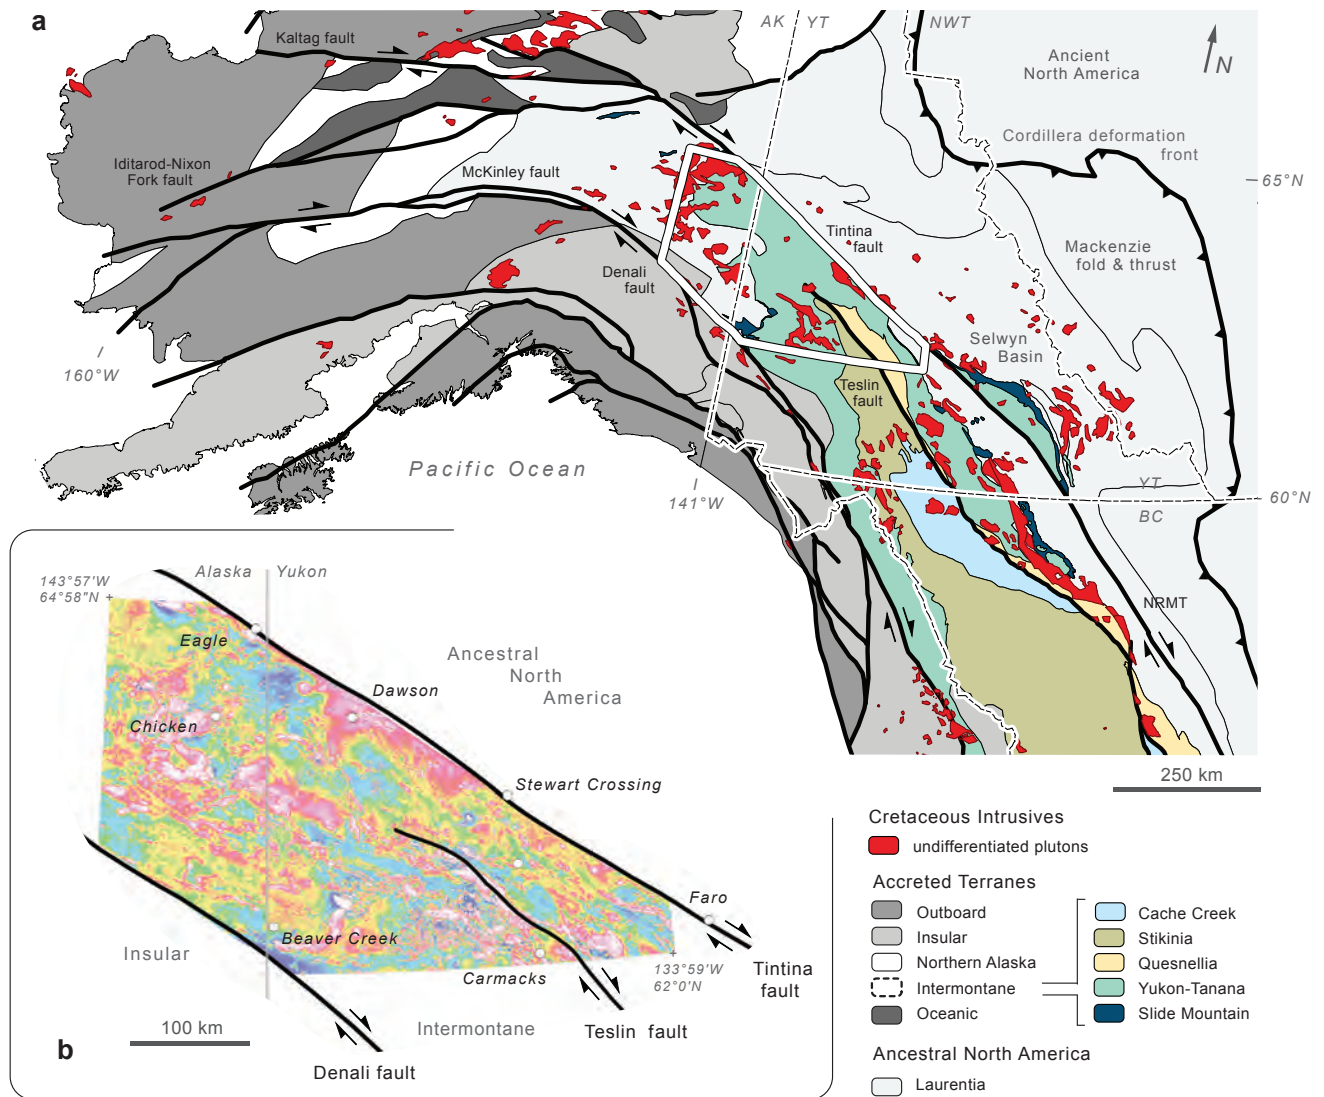 a
Kaltag fault
AK
YT
NWT
Ancient
North America
N
Cordillera deformation
front
65°N
Iditarod-Nixon
Fork fault
McKinley fault
Tintina
fault
Mackenzie
fold & thrust
Denali
fault
Selwyn
Basin
160°W
Teslin
fault
Pacific Ocean
141°W
YT
60°N
BC
NRMT
250 km
143°57'W
64°58"N
Alaska
Yukon
Eagle
Ancestral
North
America
Dawson
Chicken
Stewart Crossing
Faro
Beaver Creek
Insular
Carmacks
133°59'W
62°0'N
Tintina
fault
100 km
Intermontane
Teslin fault
b
Denali fault
Cretaceous Intrusives
undifferentiated plutons
Accreted Terranes
Outboard
Insular
Northern Alaska
Intermontane
Oceanic
Cache Creek
Stikinia
Quesnellia
Yukon-Tanana
Slide Mountain
Ancestral North America
Laurentia